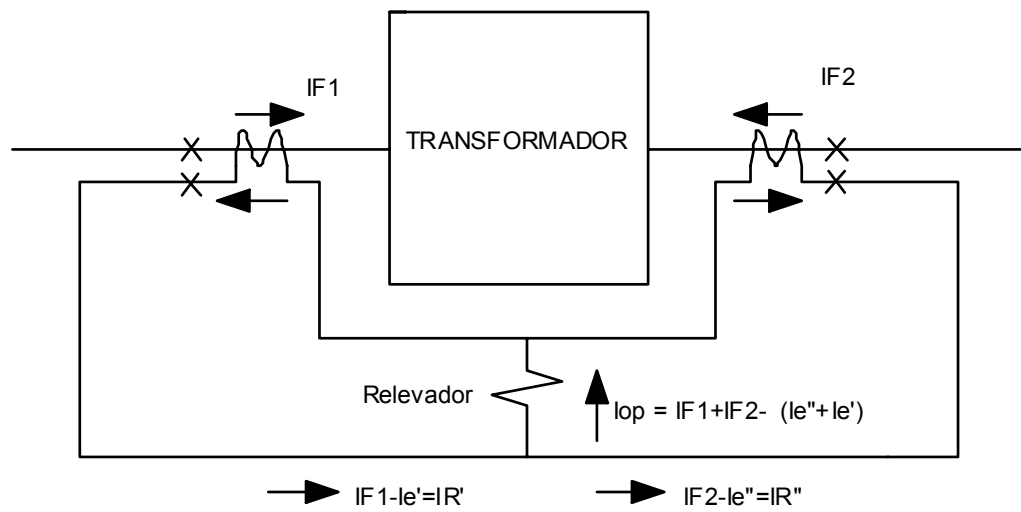 IF1
IF2
TRANSFORMADOR
Relevador
Iop = IF1+IF2- (Ie"+Ie')
IF1-Ie'=IR'
IF2-Ie"=IR"